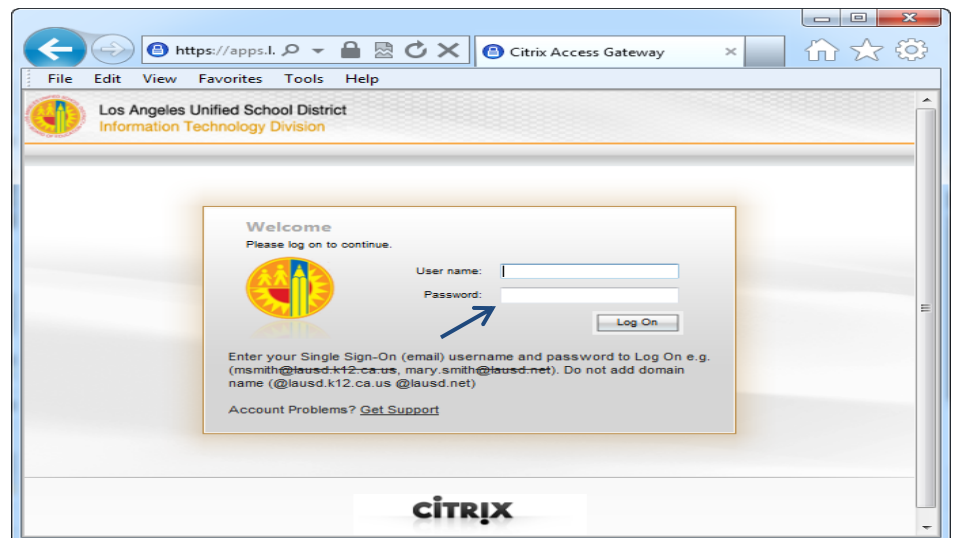 https://apps.l.
Citrix Access Gateway
File Edit View Favorites Tools Help
Los Angeles Unified School District
Information Technology Division
Welcome
Please log on to continue.
User name:
Password:
Log On
Enter your Single Sign-On (email) username and password to Log On e.g.
(msmith@lausd.k12.ca.us, mary.smith@lausd.net). Do not add domain
name (@lausd.k12.ca.us @lausd.net)
Account Problems? Get Support
CITRIX